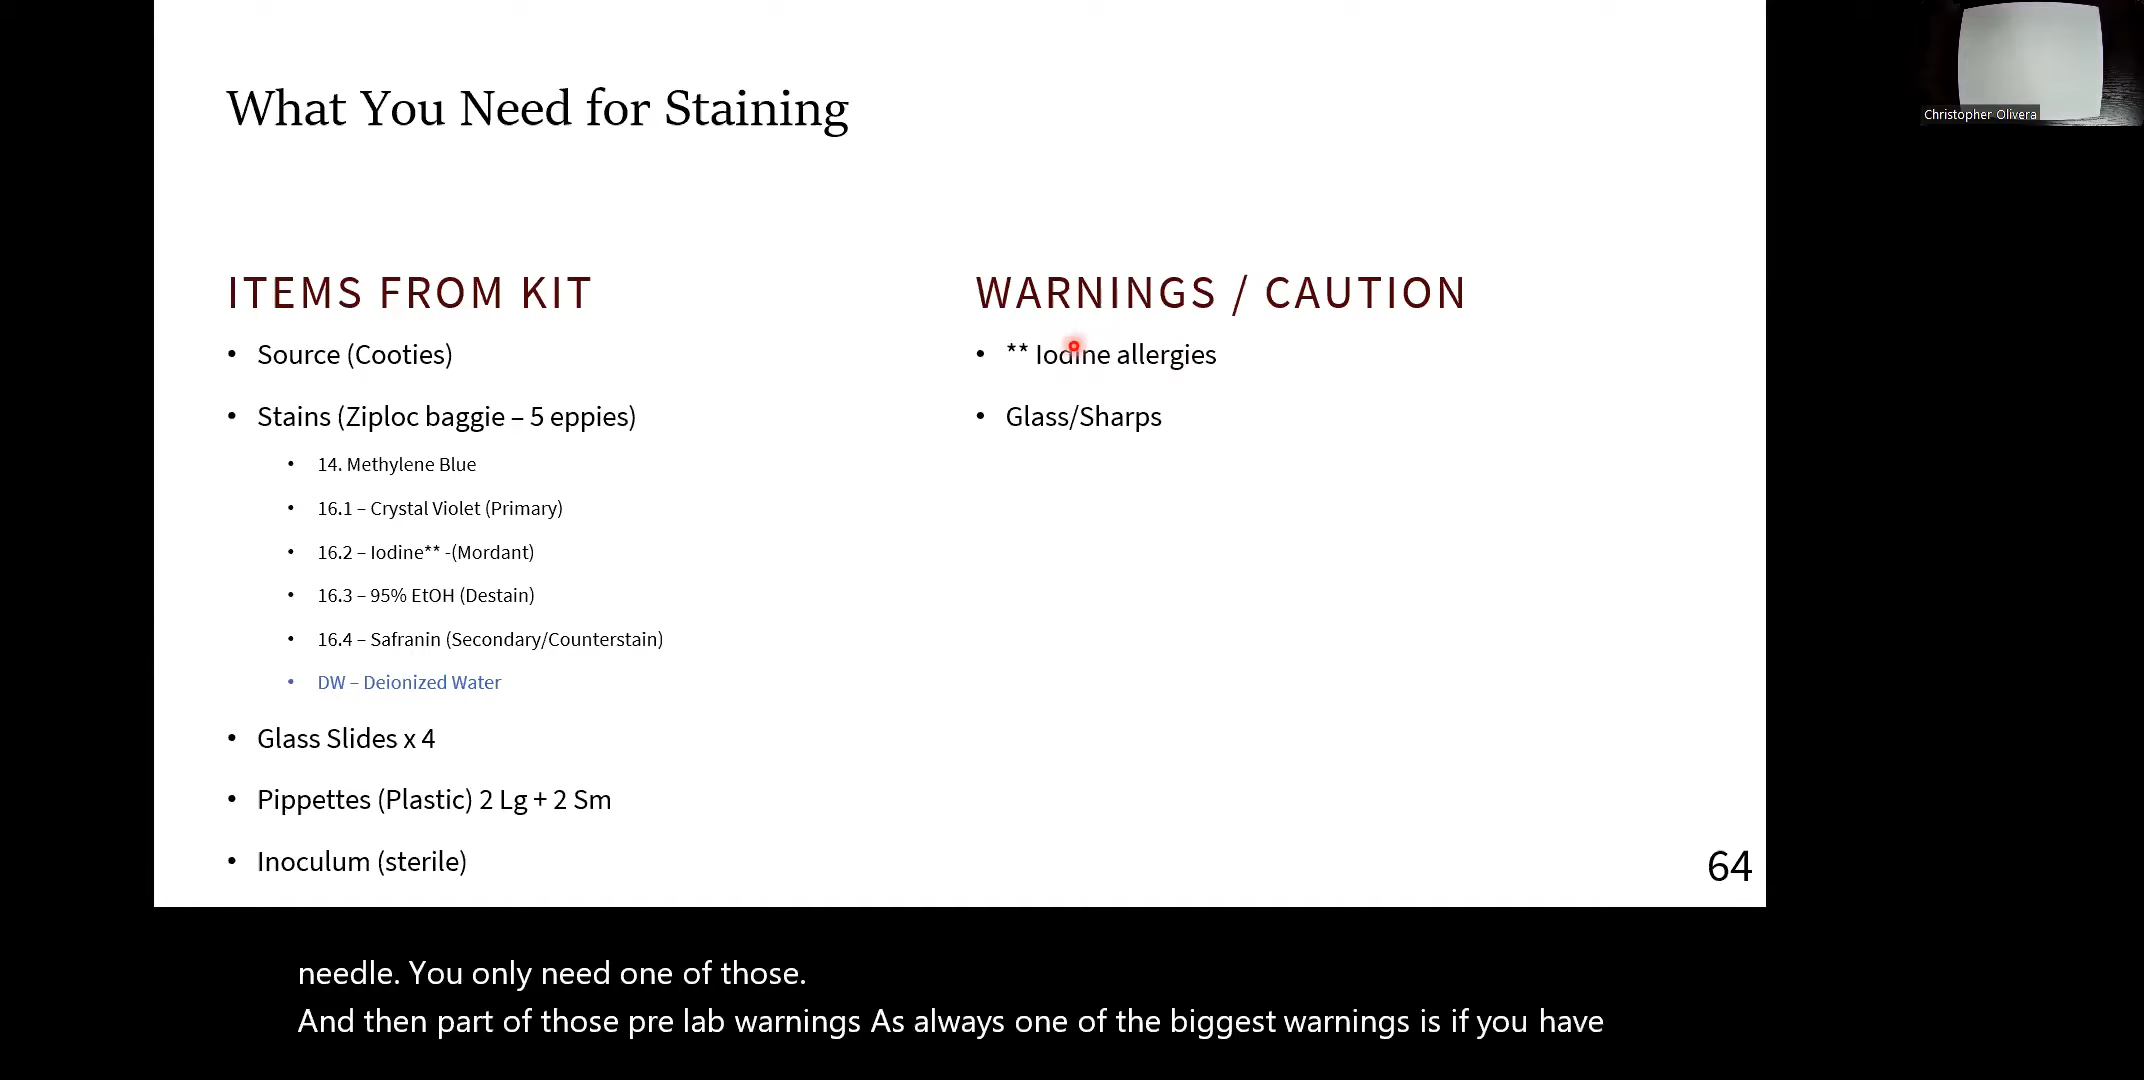 What You Need for Staining
ITEMS FROM KIT
• Source (Cooties)
• Stains (Ziploc baggie – 5 eppies)
• 14. Methylene Blue
• 16.1 – Crystal Violet (Primary)
• 16.2 – Iodine** -(Mordant)
• 16.3 – 95% EtOH (Destain)
• 16.4 – Safranin (Secondary/Counterstain)
• DW – Deionized Water
• Glass Slides x 4
• Pippettes (Plastic) 2 Lg + 2 Sm
• Inoculum (sterile)
WARNINGS / CAUTION
• ** Iodine allergies
• Glass/Sharps
64
Christopher Olivera
needle. You only need one of those.
And then part of those pre lab warnings As always one of the biggest warnings is if you have